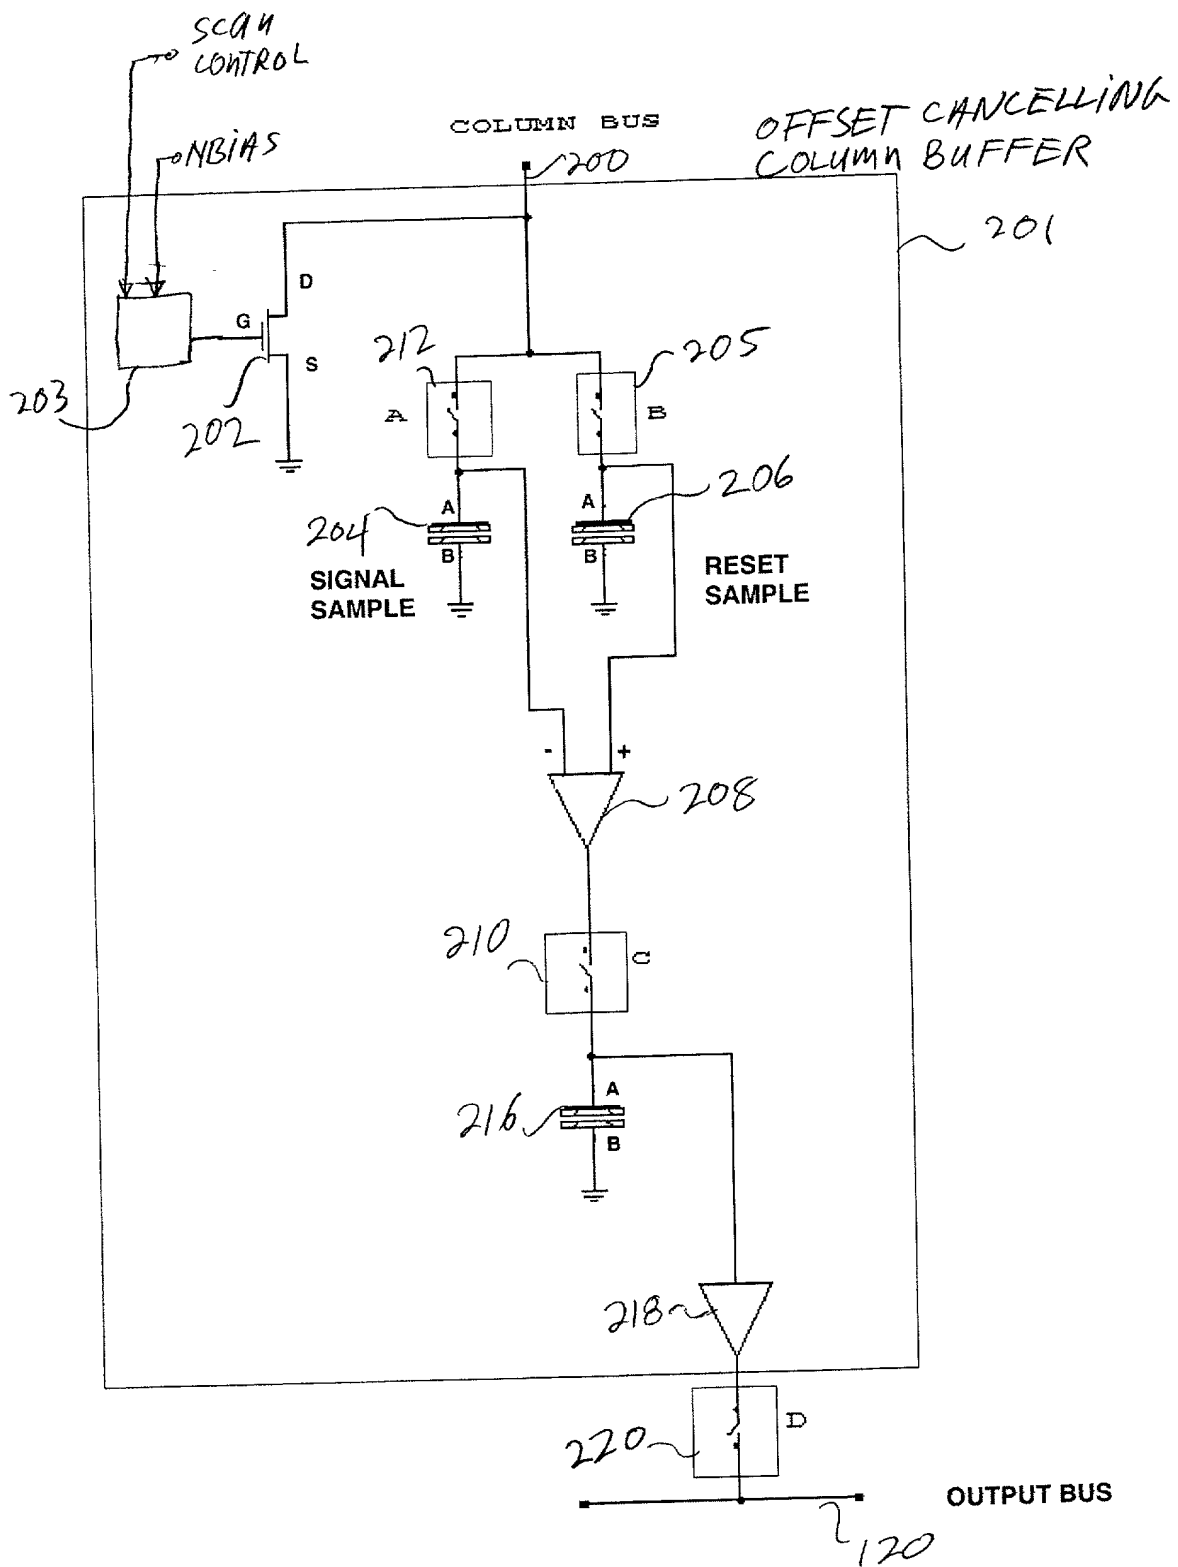 SCAN
CONTROL
NBIAS
COLUMN BUS
200
OFFSET CANCELLING
COLUMN BUFFER
201
D
G
S
203
202
212
A
205
B
204
A
B
SIGNAL
SAMPLE
206
A
B
RESET
SAMPLE
- +
208
210
C
216
A
B
218
220
D
OUTPUT BUS
120